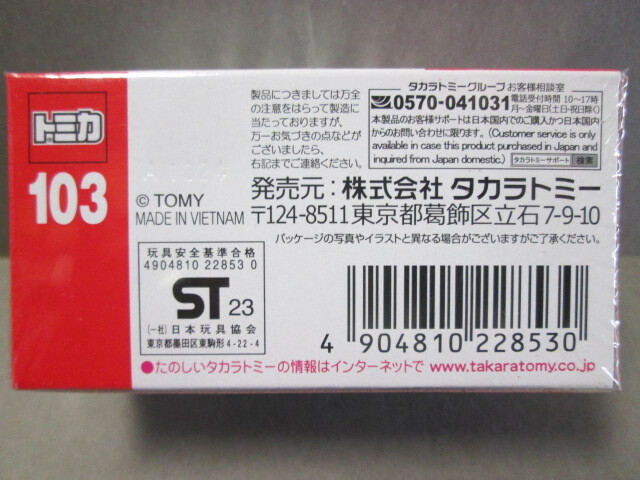 トミカ
103
© TOMY
MADE IN VIETNAM
製品につきましては万全
の注意をはらって製造に
当たっておりますが、
万一お気づきの点などが
ございましたら、
右記までご連絡ください。
タカラトミーグループお客様相談室
0570-041031 電話受付時間 10〜17時
月〜金曜日(土・日・祝日除く)
本製品のお客様サポートは日本国内でのご購入かつ日本国内
からのお問い合わせに限ります。(Customer service is only
available in case this product purchased in Japan and
inquired from Japan domestic.) タカラトミーサポート 検索
発売元:株式会社 タカラトミー
〒124-8511東京都葛飾区立石7-9-10
パッケージの写真やイラストと異なる場合がございますがご了承ください。
玩具安全基準合格
4904810 22853 0
ST 23
(一社)日本玩具協会
東京都墨田区東駒形4-22-4
4 904810 228530
●たのしいタカラトミーの情報はインターネットで www.takaratomy.co.jp